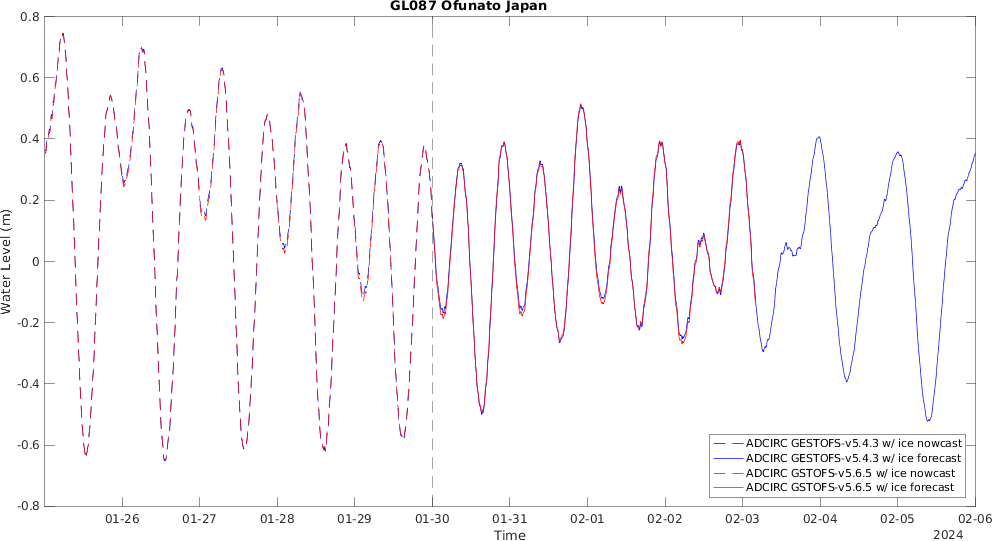 GL087 Ofunato Japan
Water Level (m)
0.8
0.6
0.4
0.2
0
-0.2
-0.4
-0.6
-0.8
ADCIRC GESTOFS-v5.4.3 w/ ice nowcast
ADCIRC GESTOFS-v5.4.3 w/ ice forecast
ADCIRC GSTOFS-v5.6.5 w/ ice nowcast
ADCIRC GSTOFS-v5.6.5 w/ ice forecast
01-26 01-27 01-28 01-29 01-30 01-31 02-01 02-02 02-03 02-04 02-05 02-06
Time
2024